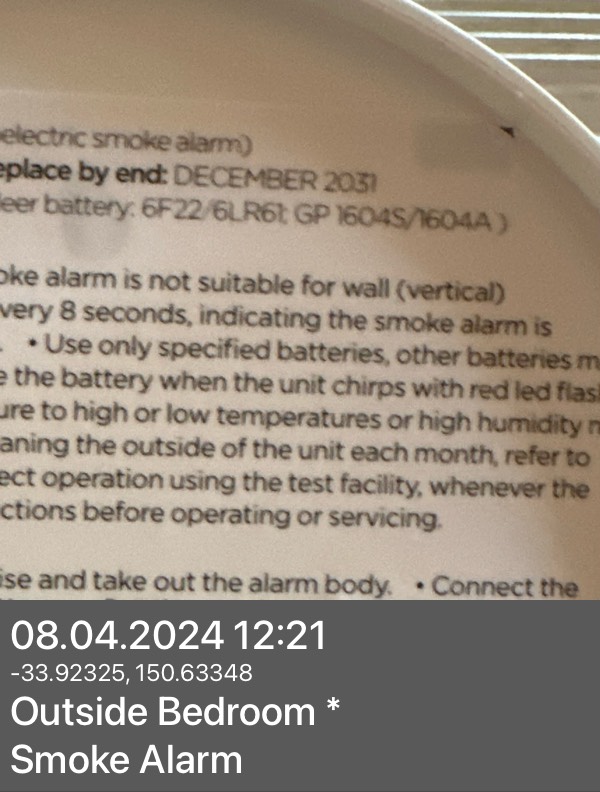 electric smoke alarm)
eplace by end: DECEMBER 2031
eer battery: 6F22/6LR61; GP 1604S/1604A )
oke alarm is not suitable for wall (vertical)
very 8 seconds, indicating the smoke alarm is
. • Use only specified batteries, other batteries m
e the battery when the unit chirps with red led flas
ure to high or low temperatures or high humidity m
aning the outside of the unit each month, refer to
ect operation using the test facility, whenever the
ctions before operating or servicing.
ise and take out the alarm body. • Connect the
08.04.2024 12:21
-33.92325, 150.63348
Outside Bedroom *
Smoke Alarm